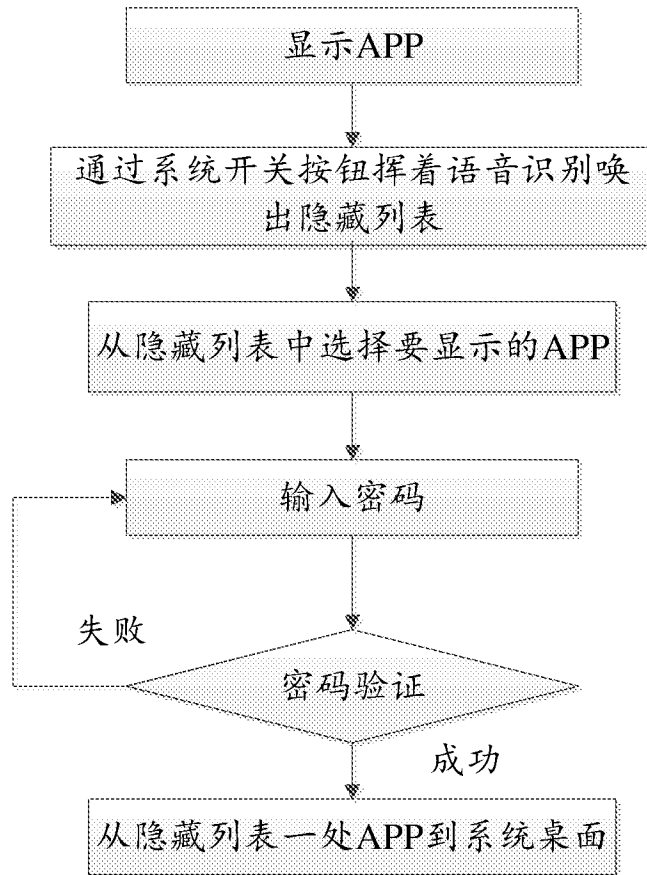 显示APP
通过系统开关按钮挥着语音识别唤
出隐藏列表
从隐藏列表中选择要显示的APP
输入密码
失败
密码验证
成功
从隐藏列表一处APP到系统桌面